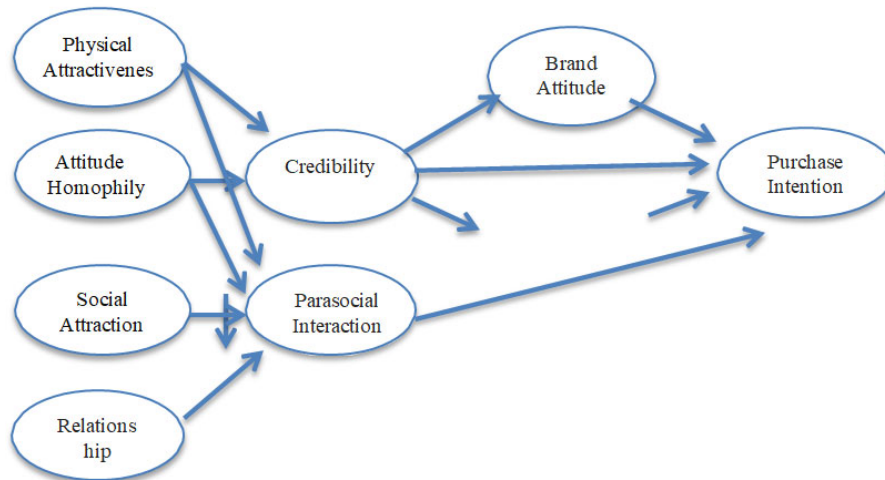 Physical
Attractivenes
Attitude
Homophily
Social
Attraction
Relations
hip
Credibility
Parasocial
Interaction
Brand
Attitude
Purchase
Intention